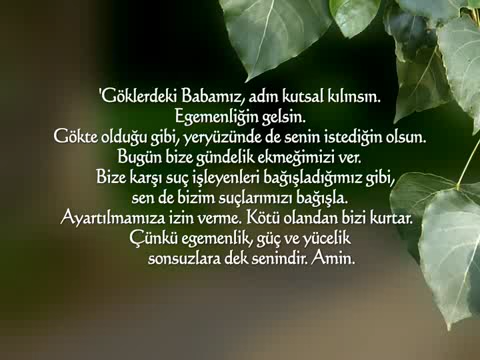 'Göklerdeki Babamız, adın kutsal kılınsın.
Egemenliğin gelsin.
Gökte olduğu gibi, yeryüzünde de senin istediğin olsun.
Bugün bize gündelik ekmeğimizi ver.
Bize karşı suç işleyenleri bağışladığımız gibi,
sen de bizim suçlarımızı bağışla.
Ayartılmamıza izin verme. Kötü olandan bizi kurtar.
Çünkü egemenlik, güç ve yücelik
sonsuzlara dek senindir. Amin.